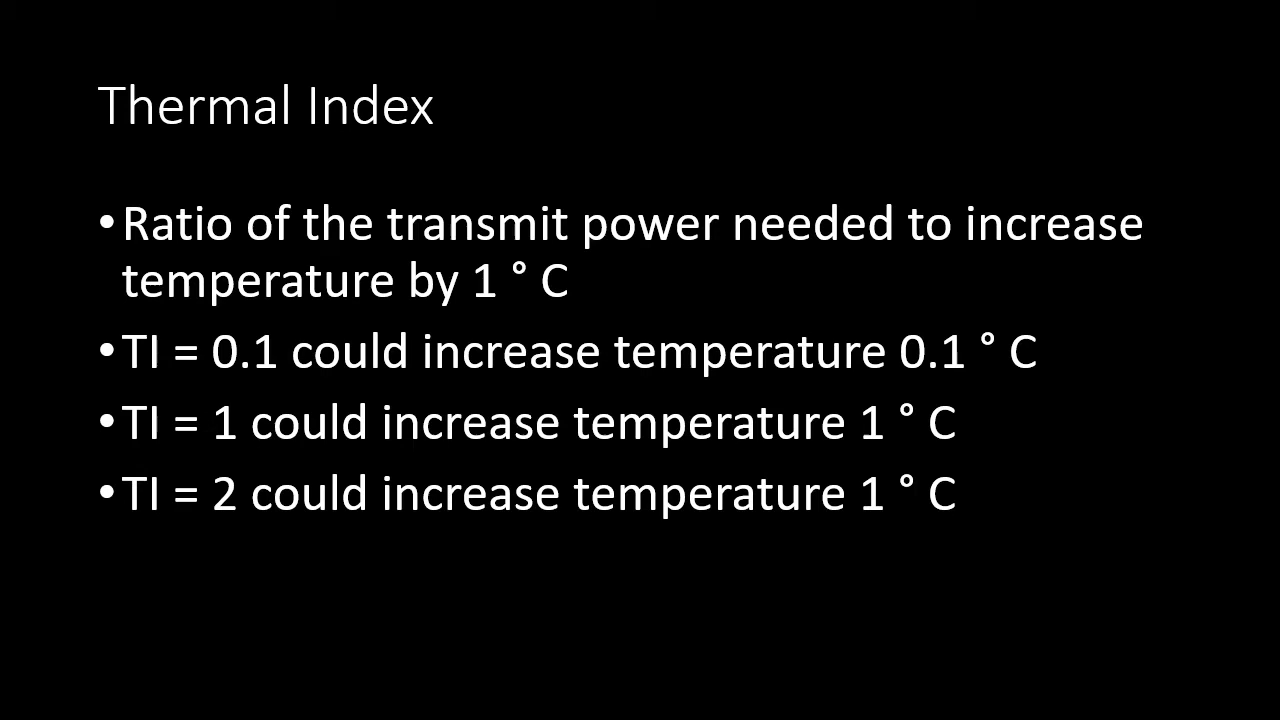 Thermal Index
•Ratio of the transmit power needed to increase
temperature by 1 ° C
•TI = 0.1 could increase temperature 0.1 ° C
•TI = 1 could increase temperature 1 ° C
•TI = 2 could increase temperature 1 ° C